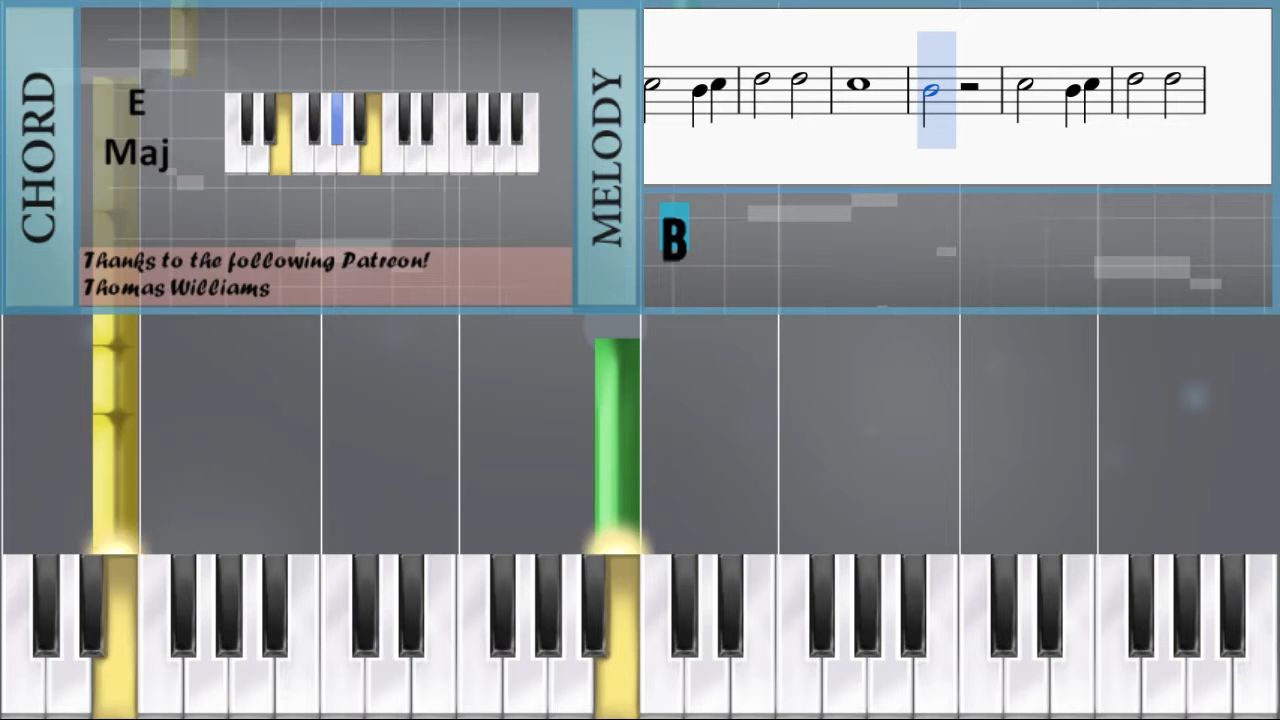 CHORD
E
Maj
Thanks to the following Patreon!
Thomas Williams
MELODY
B